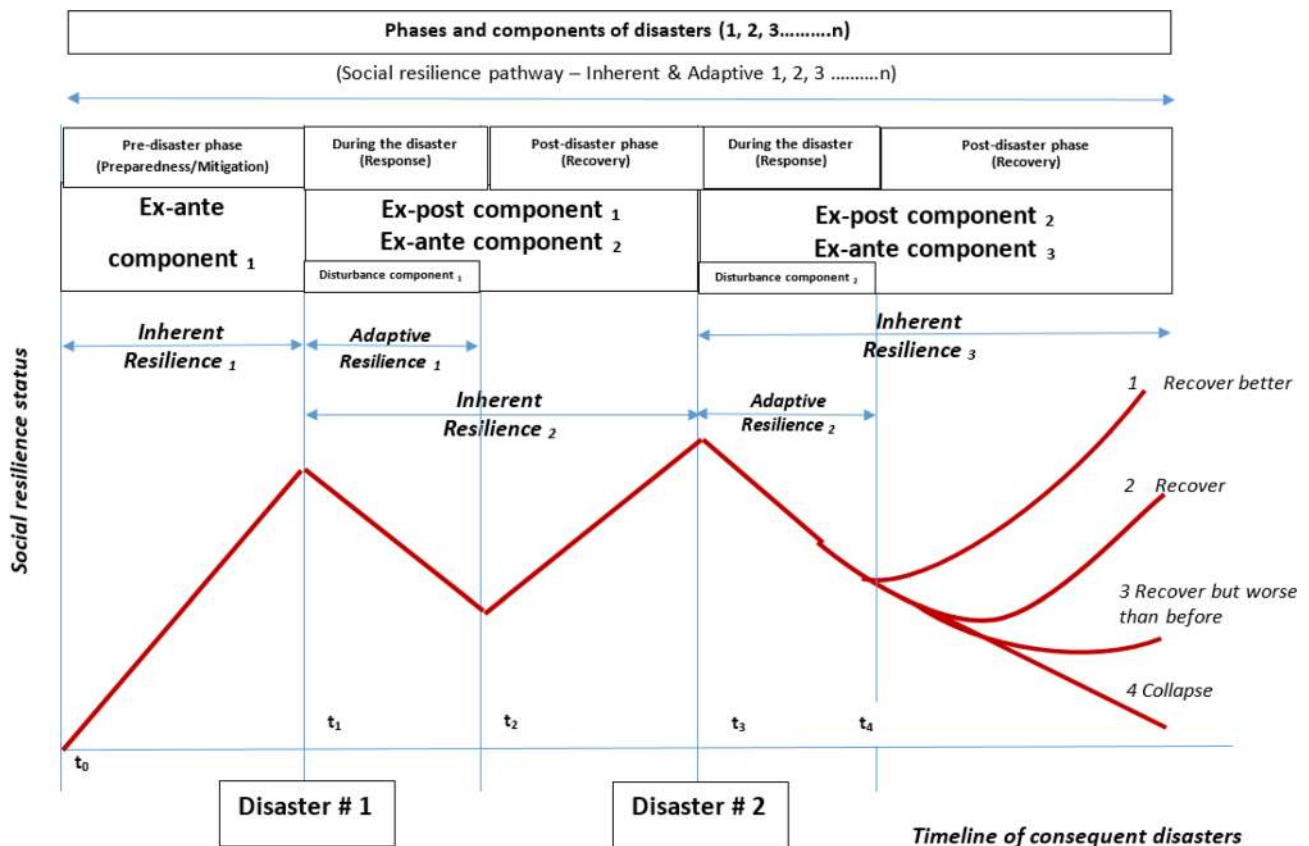 Phases and components of disasters (1, 2, 3..........n)
(Social resilience pathway – Inherent & Adaptive 1, 2, 3 ..........n)
Pre-disaster phase
(Preparedness/Mitigation)
During the disaster
(Response)
Post-disaster phase
(Recovery)
During the disaster
(Response)
Post-disaster phase
(Recovery)
Ex-ante
component 1
Ex-post component 1
Ex-ante component 2
Disturbance component 1
Ex-post component 2
Ex-ante component 3
Disturbance component 2
Inherent
Resilience 1
Adaptive
Resilience 1
Inherent
Resilience 3
Inherent
Resilience 2
Adaptive
Resilience 2
Social resilience status
1 Recover better
2 Recover
3 Recover but worse
than before
4 Collapse
t0
t1
t2
t3
t4
Disaster # 1
Disaster # 2
Timeline of consequent disasters